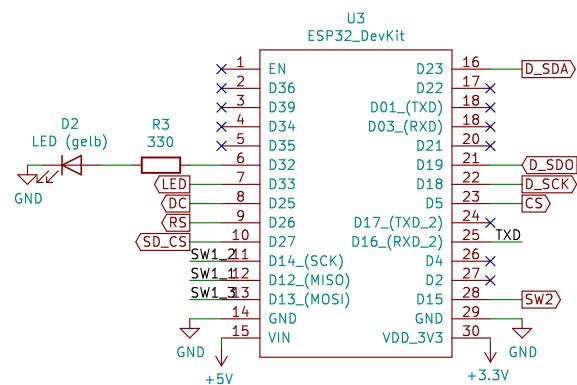 U3
ESP32_DevKit
1 EN D23 16 D_SDA
2 D36 D22 17
3 D39 D01_(TXD) 18
4 D34 D03_(RXD) 18
5 D35 D21 20
D2
LED (gelb)
R3
330
6 D32 D19 21 D_SDO
GND
LED 7 D33 D18 22 D_SCK
DC 8 D25 D5 23 CS
RS 9 D26 D17_(TXD_2) 24
SD_CS 10 D27 D16_(RXD_2) 25 TXD
SW1_2 11 D14_(SCK) D4 26
SW1_1 12 D12_(MISO) D2 27
SW1_3 13 D13_(MOSI) D15 28 SW2
14 GND GND 29
GND 15 VIN VDD_3V3 30 GND
+5V +3.3V